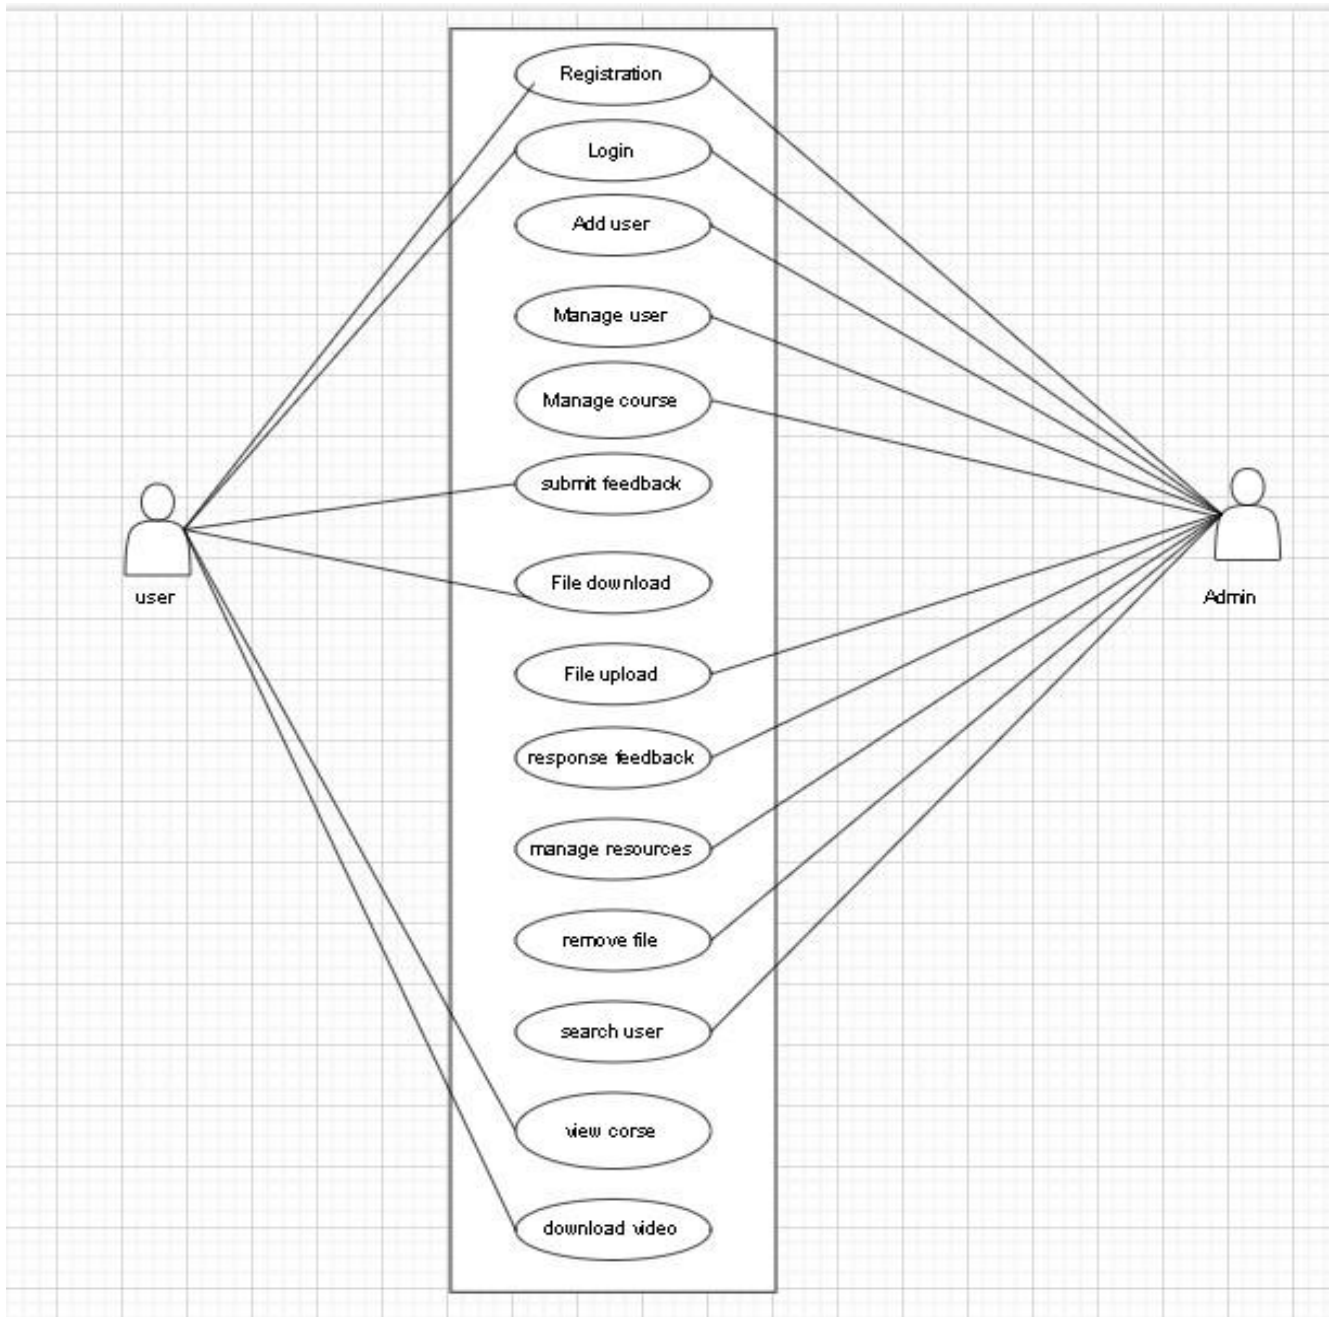 Registration
Login
Add user
Manage user
Manage course
submit feedback
File download
user
Admin
File upload
response feedback
manage resources
remove file
search user
view corse
download video